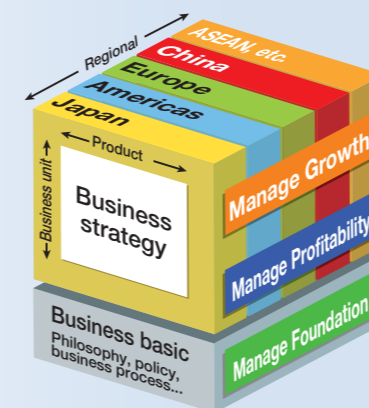 Regional
ASEAN, etc.
China
Europe
Americas
Japan
Product
Business unit
Business
strategy
Manage Growth
Manage Profitability
Business basic
Philosophy, policy,
business process...
Manage Foundation